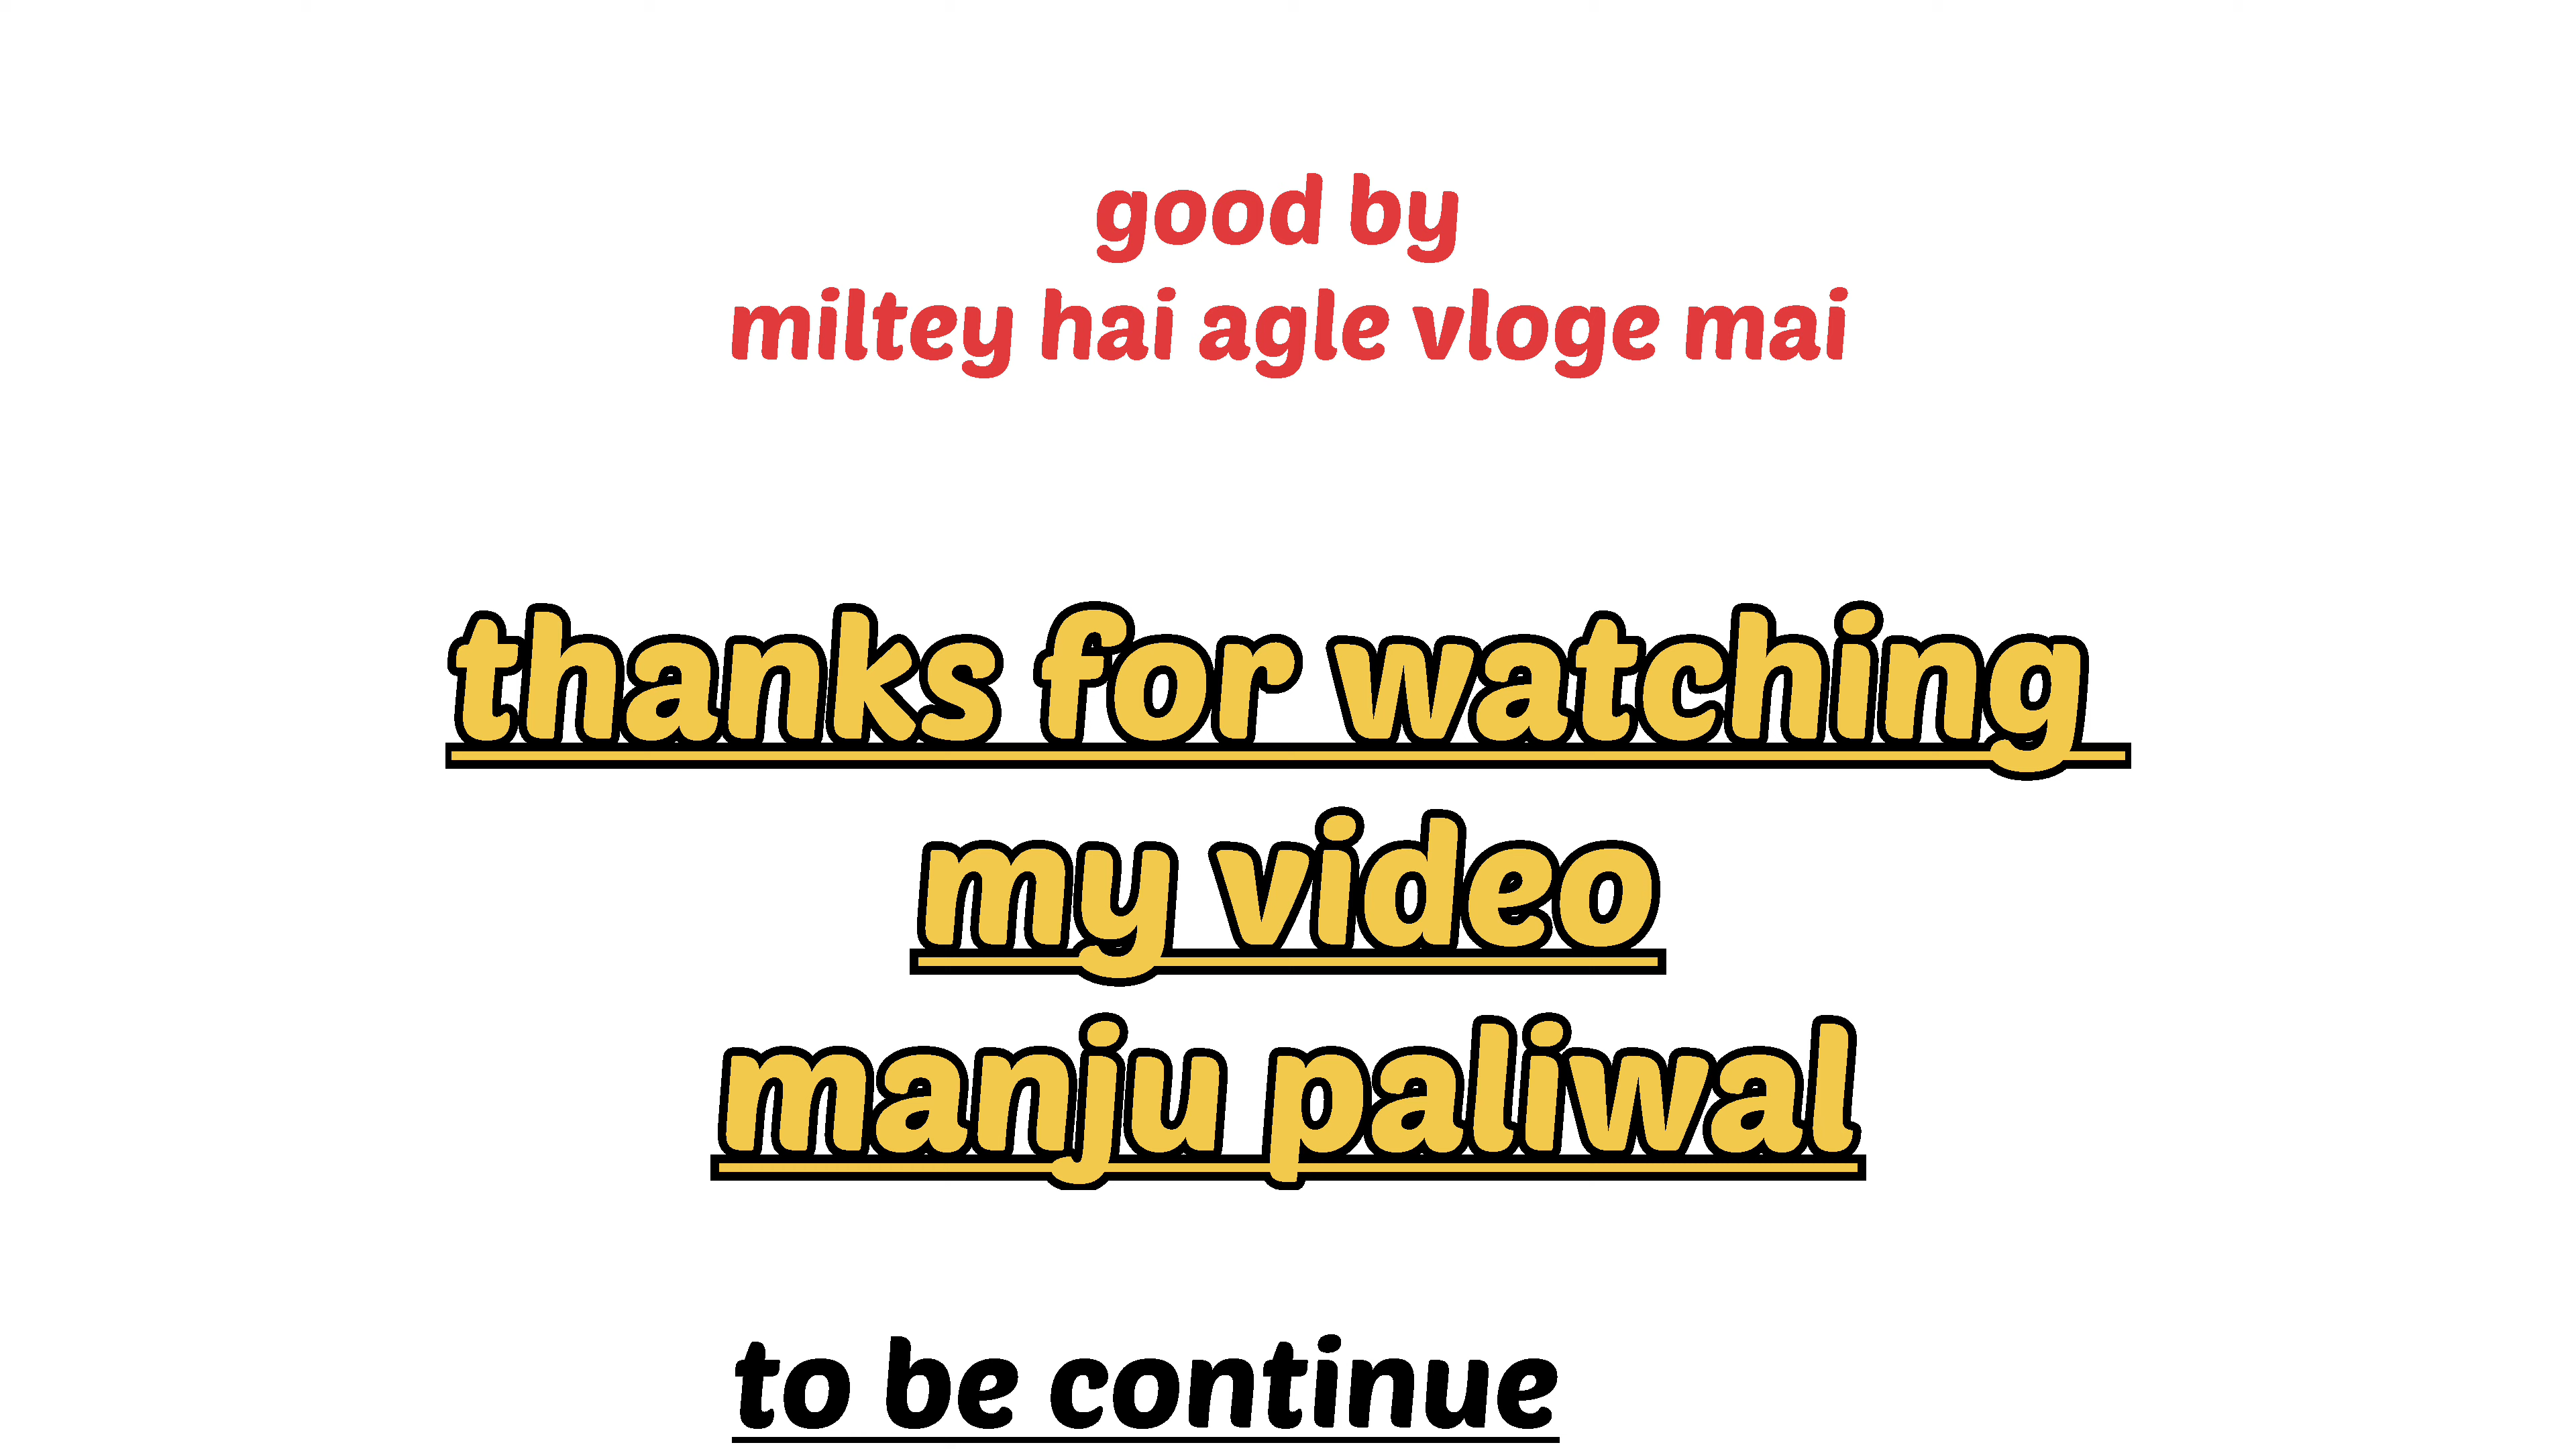 good by
miltey hai agle vloge mai
thanks for watching
my video
manju paliwal
to be continue